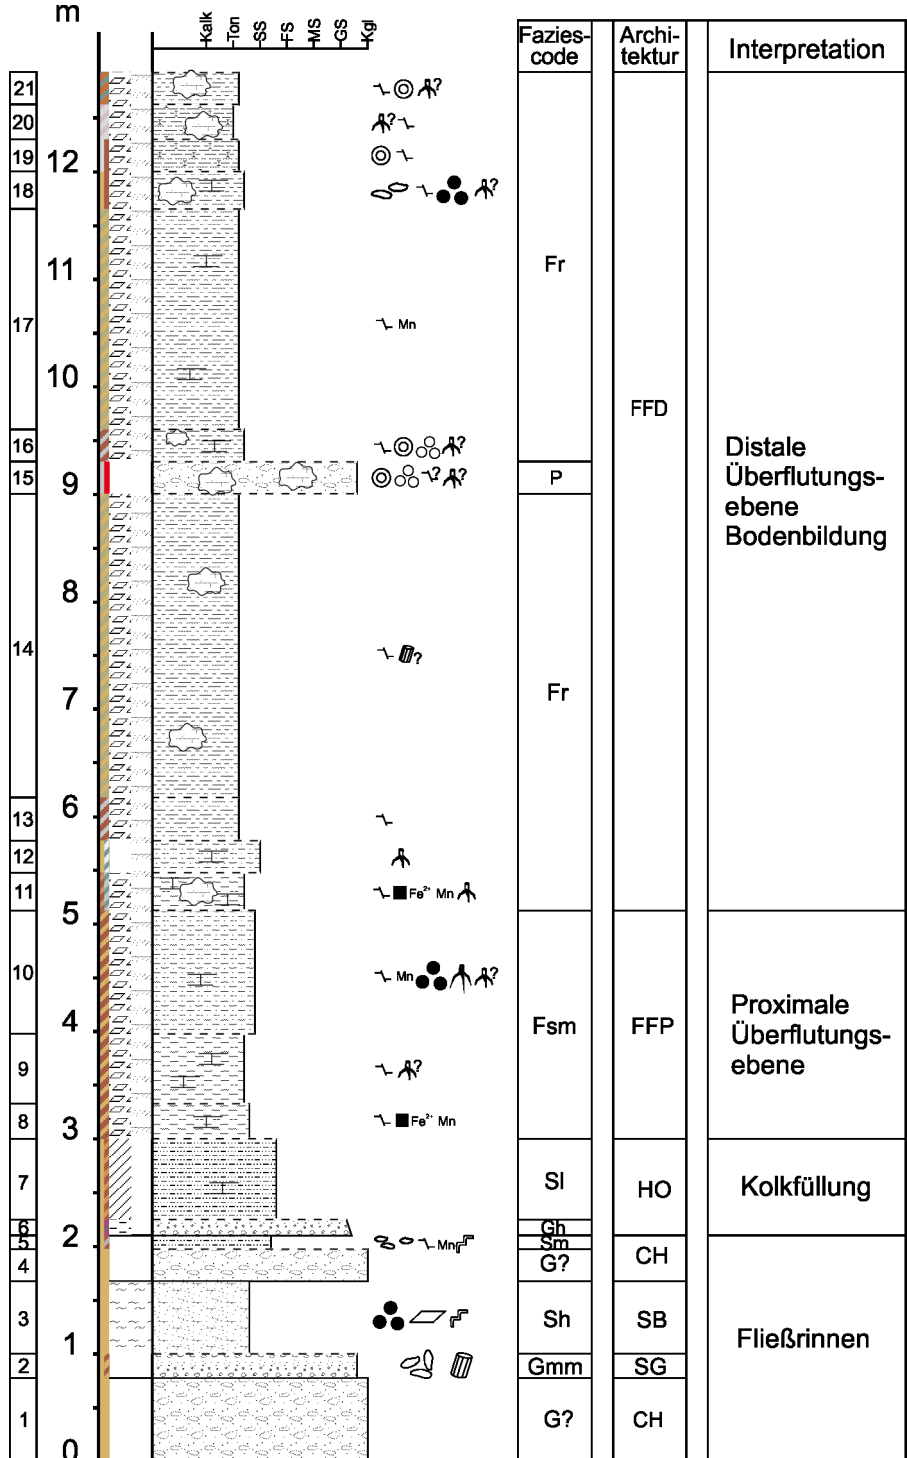 m
Kalk Ton SS FS MS GS Kgl
Fazies-
code
Archi-
tektur
Interpretation
21
?
20
?
12
19
18
?
11
Fr
17
Mn
10
FFD
16
?
Distale
Überflutungs-
ebene
Bodenbildung
15
9
? ?
P
8
14
?
7
Fr
6
13
12
11
Fe²⁺ Mn
5
10
Mn
?
4
Fsm
FFP
Proximale
Überflutungs-
ebene
9
?
8
Fe²⁺ Mn
3
7
Sl
HO
Kolkfüllung
6
Gh
2
5
Mn
Sm
4
G?
CH
3
Sh
SB
Fließrinnen
1
2
Gmm
SG
1
G?
CH
0